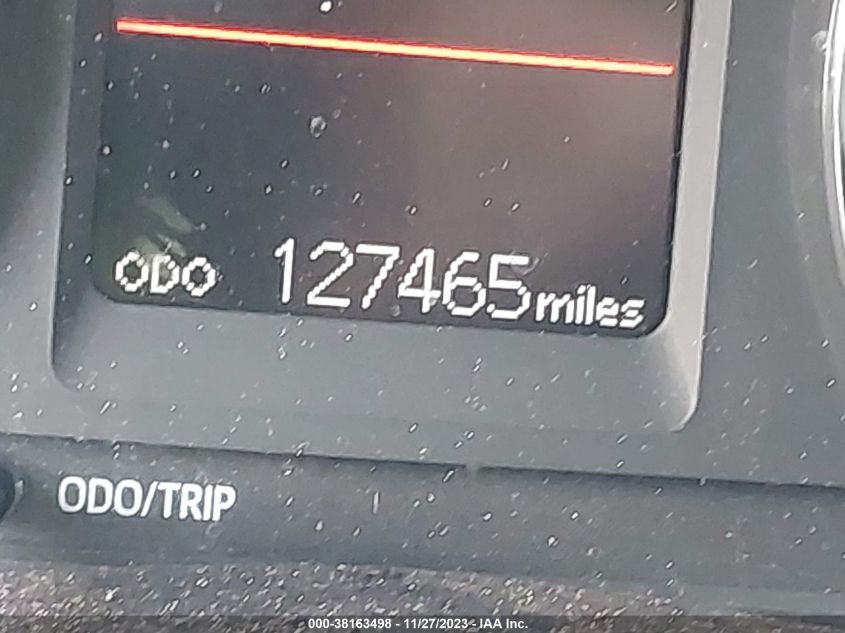 ODO 127465 miles
ODO/TRIP
000-38163498 - 11/27/2023 - IAA Inc.